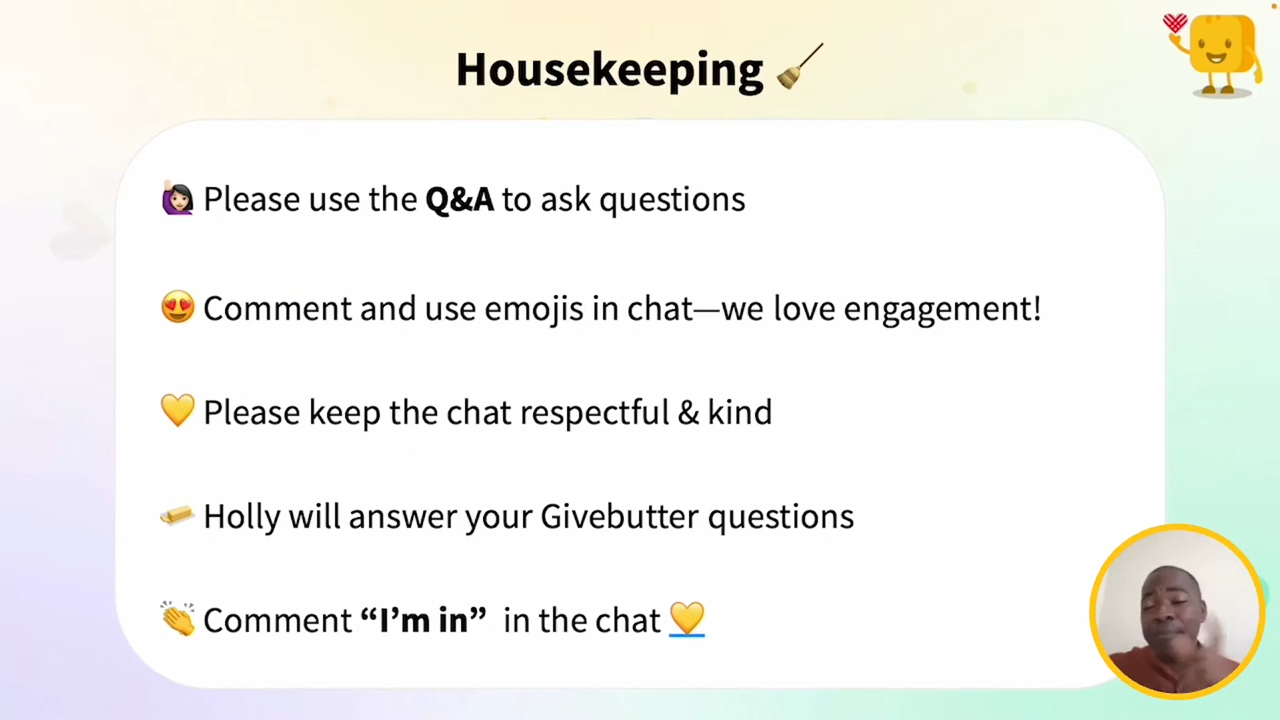 Housekeeping 🧹
🙋🏻‍♀️ Please use the Q&A to ask questions
😍 Comment and use emojis in chat—we love engagement!
💛 Please keep the chat respectful & kind
🧈 Holly will answer your Givebutter questions
👏 Comment “I’m in” in the chat 💛